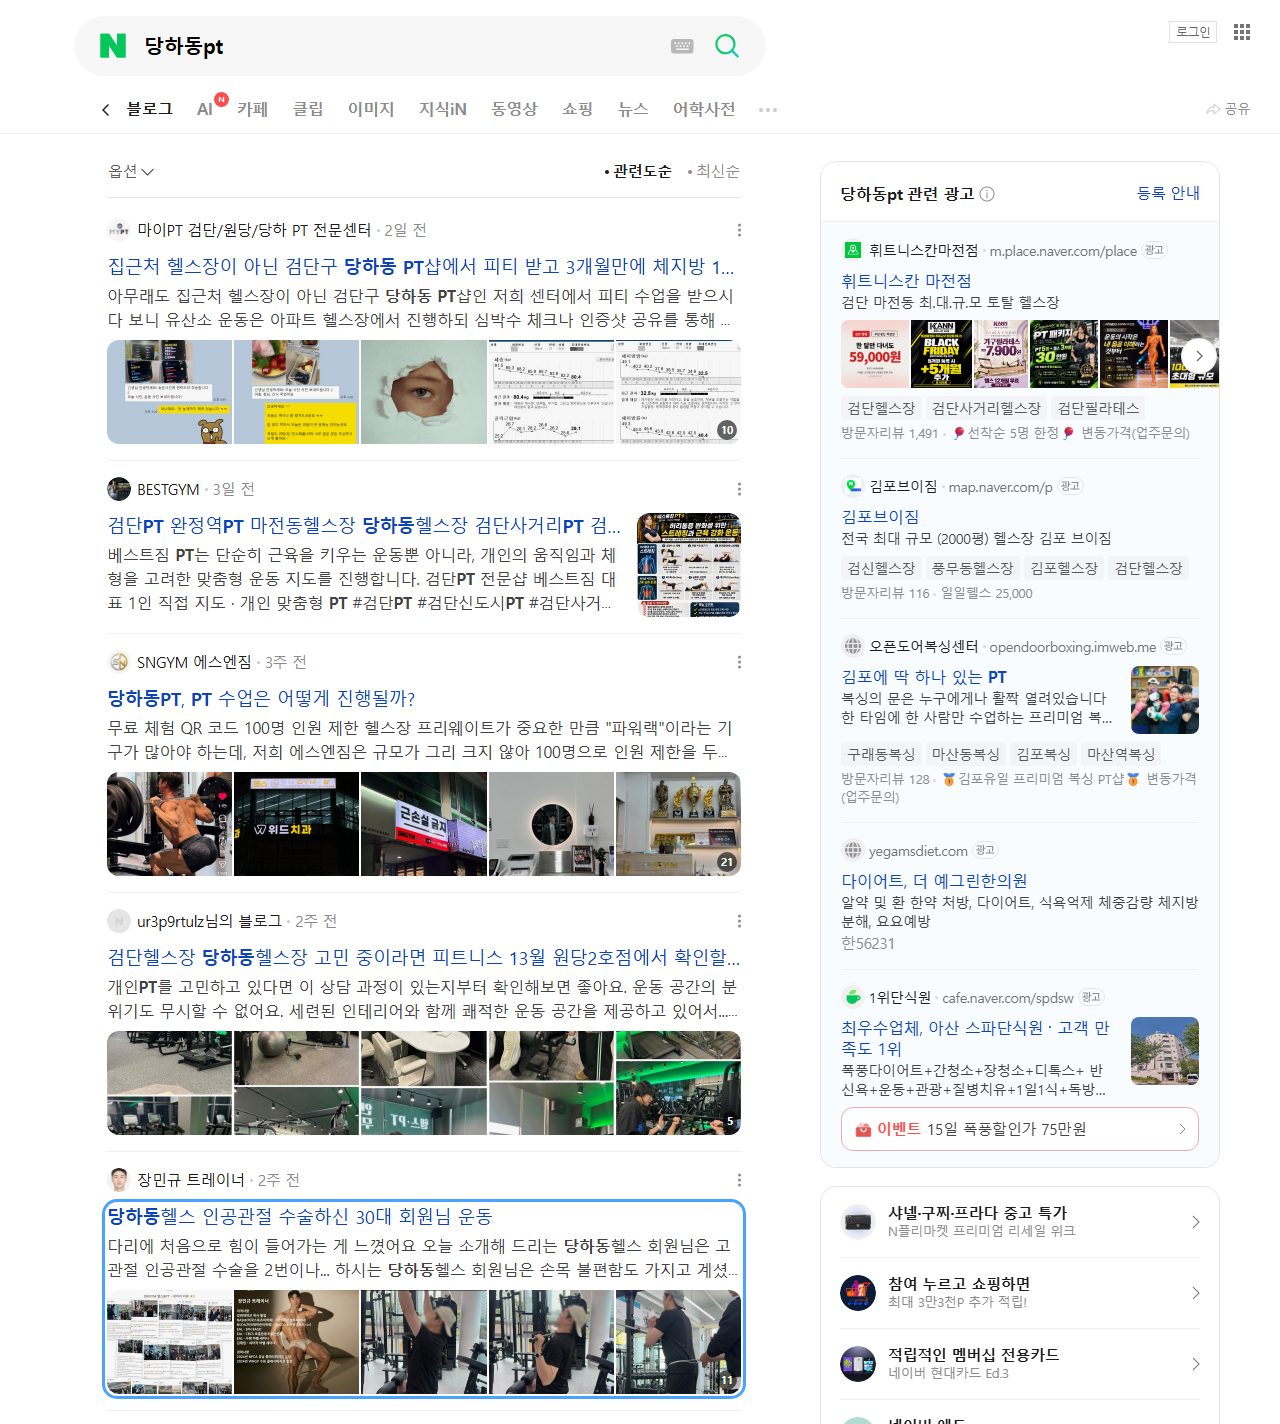 당하동pt
로그인
블로그 AI N 카페 클립 이미지 지식iN 동영상 쇼핑 뉴스 어학사전
공유
옵션
관련도순 최신순
마이PT 검단/원당/당하 PT 전문센터 · 2일 전
집근처 헬스장이 아닌 검단구 당하동 PT샵에서 피티 받고 3개월만에 체지방 1...
아무래도 집근처 헬스장이 아닌 검단구 당하동 PT샵인 저희 센터에서 피티 수업을 받으시
다 보니 유산소 운동은 아파트 헬스장에서 진행하되 심박수 체크나 인증샷 공유를 통해 ...
10
BESTGYM · 3일 전
검단PT 완정역PT 마전동헬스장 당하동헬스장 검단사거리PT 검...
베스트짐 PT는 단순히 근육을 키우는 운동뿐 아니라, 개인의 움직임과 체
형을 고려한 맞춤형 운동 지도를 진행합니다. 검단PT 전문샵 베스트짐 대
표 1인 직접 지도 · 개인 맞춤형 PT #검단PT #검단신도시PT #검단사거...
SNGYM 에스엔짐 · 3주 전
당하동PT, PT 수업은 어떻게 진행될까?
무료 체험 QR 코드 100명 인원 제한 헬스장 프리웨이트가 중요한 만큼 "파워랙"이라는 기
구가 많아야 하는데, 저희 에스엔짐은 규모가 그리 크지 않아 100명으로 인원 제한을 두...
위드치과
근손실 금지
21
ur3p9rtulz님의 블로그 · 2주 전
검단헬스장 당하동헬스장 고민 중이라면 피트니스 13월 원당2호점에서 확인할...
개인PT를 고민하고 있다면 이 상담 과정이 있는지부터 확인해보면 좋아요. 운동 공간의 분
위기도 무시할 수 없어요. 세련된 인테리어와 함께 쾌적한 운동 공간을 제공하고 있어서...
5
장민규 트레이너 · 2주 전
당하동헬스 인공관절 수술하신 30대 회원님 운동
다리에 처음으로 힘이 들어가는 게 느꼈어요 오늘 소개해 드리는 당하동헬스 회원님은 고
관절 인공관절 수술을 2번이나... 하시는 당하동헬스 회원님은 손목 불편함도 가지고 계셨...
11
당하동pt 관련 광고
등록 안내
휘트니스칸마전점 · m.place.naver.com/place 광고
휘트니스칸 마전점
검단 마전동 최.대.규.모 토탈 헬스장
59,000원
BLACK FRIDAY
+5개월
7,900
30만원
검단헬스장 검단사거리헬스장 검단필라테스
방문자리뷰 1,491 · 선착순 5명 한정 변동가격(업주문의)
김포브이짐 · map.naver.com/p 광고
김포브이짐
전국 최대 규모 (2000평) 헬스장 김포 브이짐
검신헬스장 풍무동헬스장 김포헬스장 검단헬스장
방문자리뷰 116 · 일일헬스 25,000
오픈도어복싱센터 · opendoorboxing.imweb.me 광고
김포에 딱 하나 있는 PT
복싱의 문은 누구에게나 활짝 열려있습니다
한 타임에 한 사람만 수업하는 프리미엄 복...
구래동복싱 마산동복싱 김포복싱 마산역복싱
방문자리뷰 128 · 김포유일 프리미엄 복싱 PT샵 변동가격
(업주문의)
yegamsdiet.com 광고
다이어트, 더 예그린한의원
알약 및 환 한약 처방, 다이어트, 식욕억제 체중감량 체지방
분해, 요요예방
한56231
1위단식원 · cafe.naver.com/spdsw 광고
최우수업체, 아산 스파단식원 · 고객 만
족도 1위
폭풍다이어트+간청소+장청소+디톡스+ 반
신욕+운동+관광+질병치유+1일1식+독방...
이벤트 15일 폭풍할인가 75만원
샤넬·구찌·프라다 중고 특가
N플리마켓 프리미엄 리세일 위크
참여 누르고 쇼핑하면
최대 3만3천P 추가 적립!
적립적인 멤버십 전용카드
네이버 현대카드 Ed.3